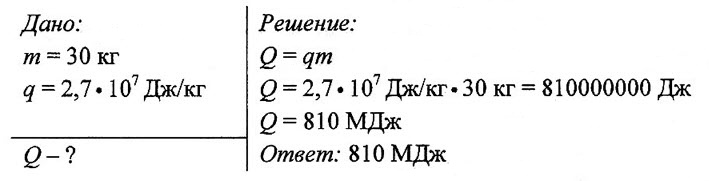 Дано:
m = 30 кг
q = 2,7 • 10⁷ Дж/кг
Q – ?
Решение:
Q = qm
Q = 2,7 • 10⁷ Дж/кг • 30 кг = 810000000 Дж
Q = 810 МДж
Ответ: 810 МДж